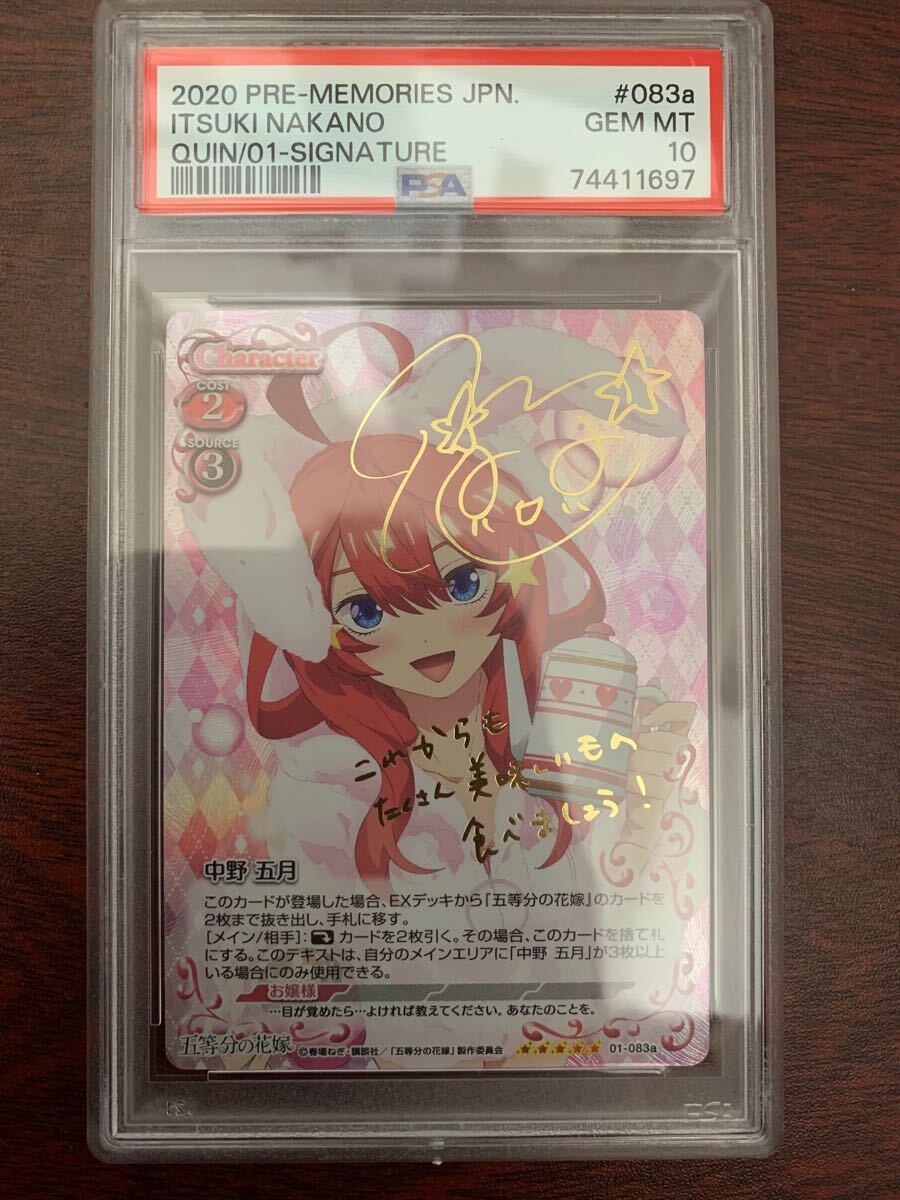 2020 PRE-MEMORIES JPN. #083a
ITSUKI NAKANO GEM MT
QUIN/01-SIGNATURE 10
PSA 74411697
Character
COST
2
SOURCE
3
これからも
たくさん美味しいもの
食べましょう!
中野 五月
このカードが登場した場合、EXデッキから『五等分の花嫁』のカードを
2枚まで抜き出し、手札に移す。
[メイン/相手]: カードを2枚引く。その場合、このカードを捨て札
にする。このテキストは、自分のメインエリアに「中野 五月」が3枚以上
いる場合にのみ使用できる。
お嬢様
…目が覚めたら…よければ教えてください。あなたのことを。
五等分の花嫁 ©春場ねぎ・講談社/「五等分の花嫁」製作委員会 01-083a